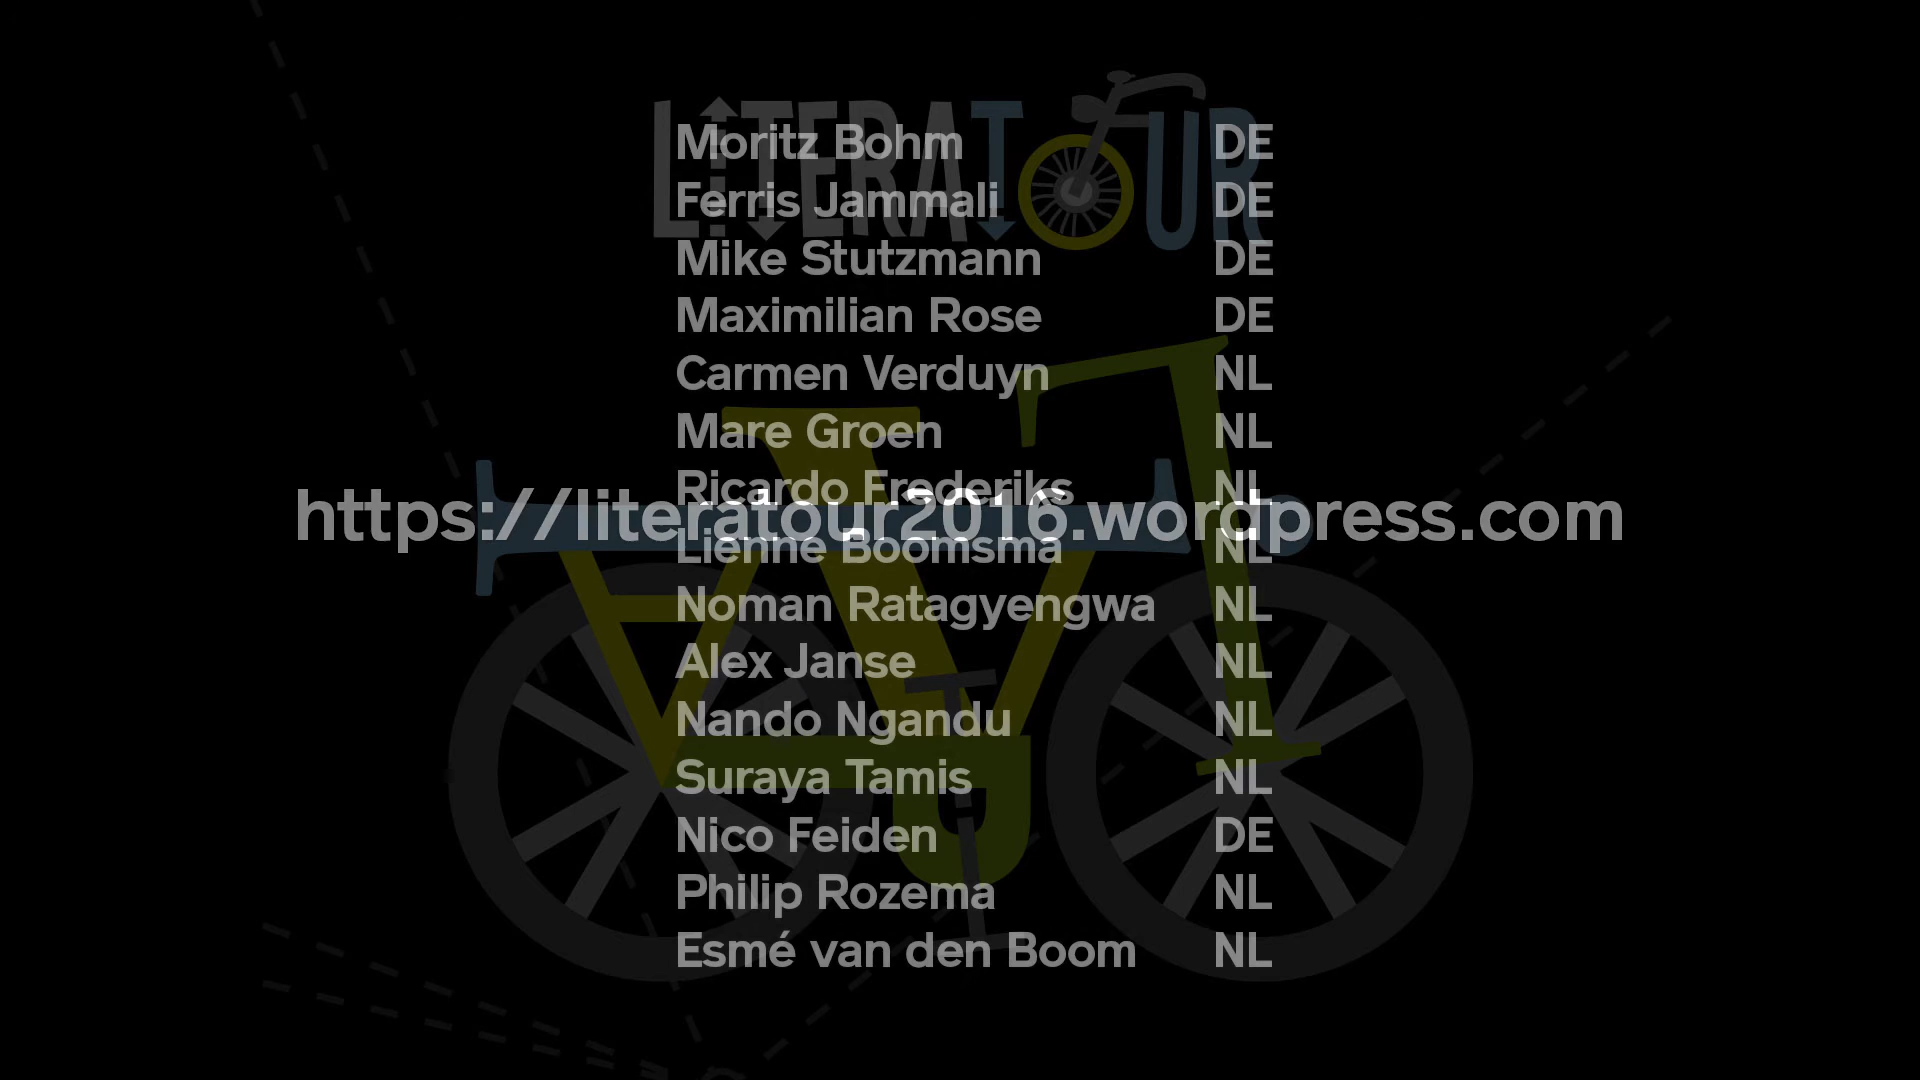 LITERATOUR
Moritz Bohm DE
Ferris Jammali DE
Mike Stutzmann DE
Maximilian Rose DE
Carmen Verduyn NL
Mare Groen NL
Ricardo Frederiks NL
https://literatour2016.wordpress.com
Lienne Boomsma NL
Noman Ratagyengwa NL
Alex Janse NL
Nando Ngandu NL
Suraya Tamis NL
Nico Feiden DE
Philip Rozema NL
Esmé van den Boom NL